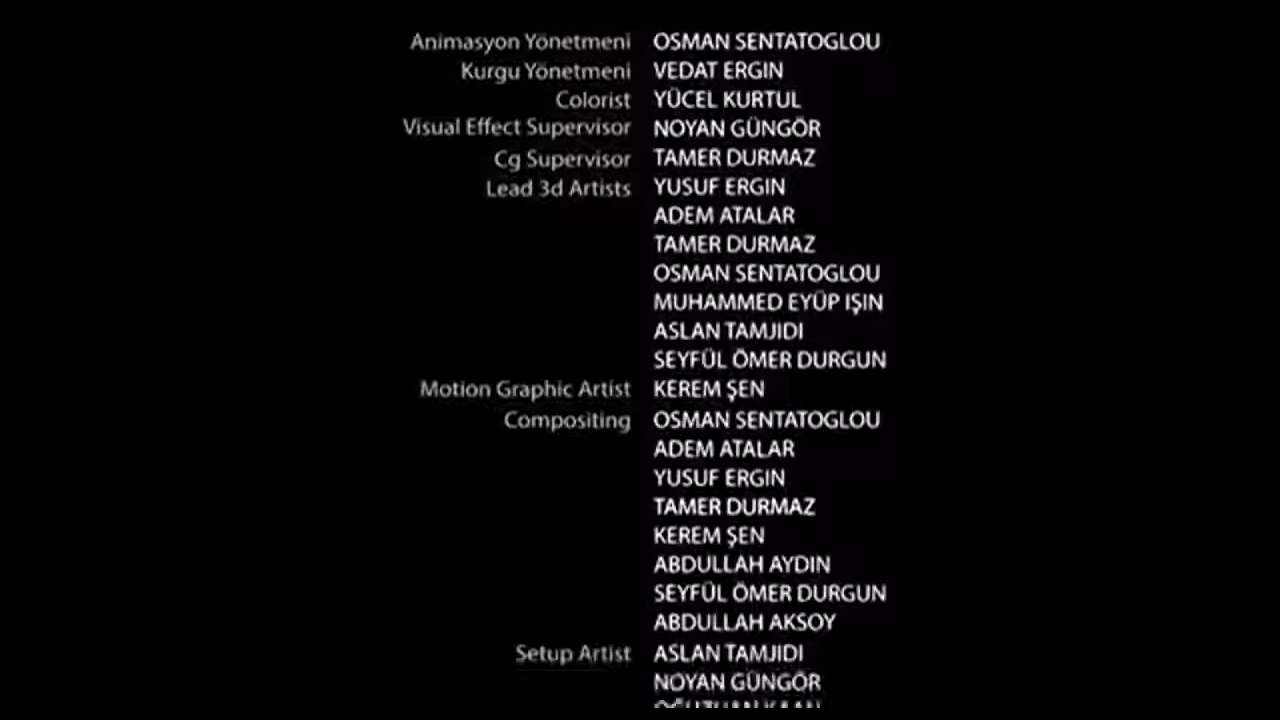 Animasyon Yönetmeni OSMAN SENTATOGLOU
Kurgu Yönetmeni VEDAT ERGIN
Colorist YÜCEL KURTUL
Visual Effect Supervisor NOYAN GÜNGÖR
Cg Supervisor TAMER DURMAZ
Lead 3d Artists YUSUF ERGIN
ADEM ATALAR
TAMER DURMAZ
OSMAN SENTATOGLOU
MUHAMMED EYÜP IŞIN
ASLAN TAMJIDI
SEYFÜL ÖMER DURGUN
Motion Graphic Artist KEREM ŞEN
Compositing OSMAN SENTATOGLOU
ADEM ATALAR
YUSUF ERGIN
TAMER DURMAZ
KEREM ŞEN
ABDULLAH AYDIN
SEYFÜL ÖMER DURGUN
ABDULLAH AKSOY
Setup Artist ASLAN TAMJIDI
NOYAN GÜNGÖR